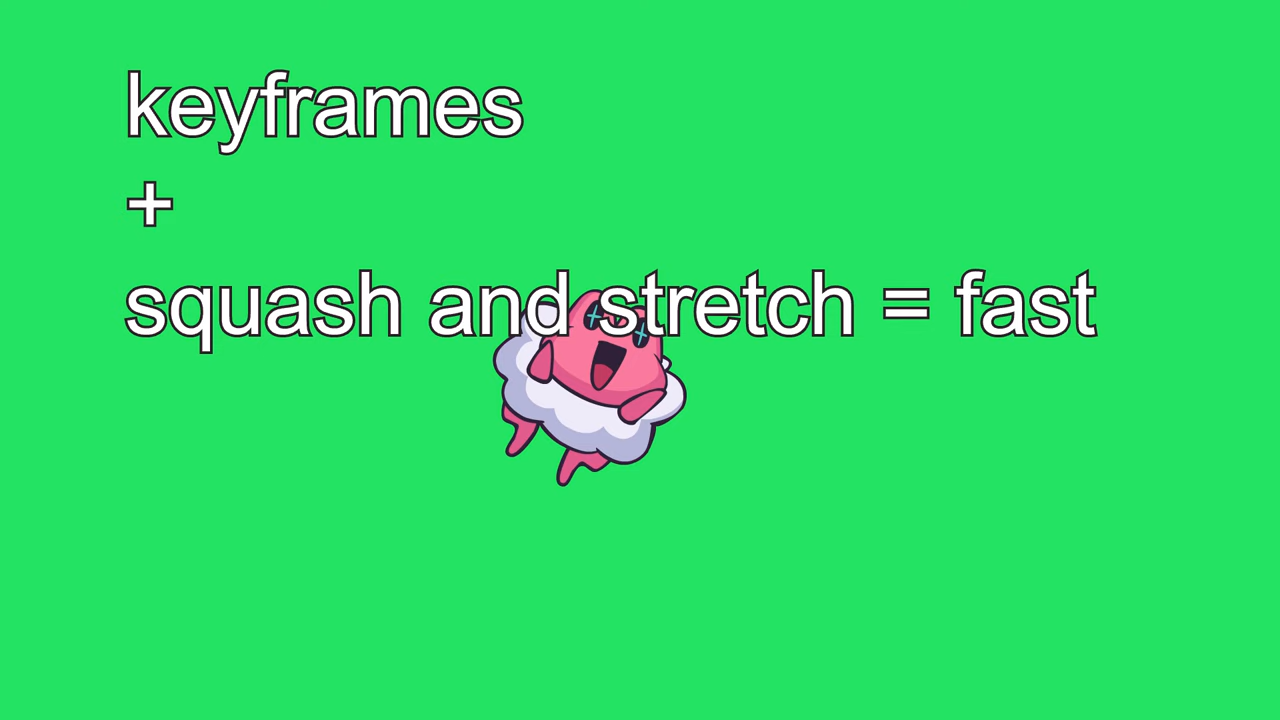 keyframes
+
squash and stretch = fast